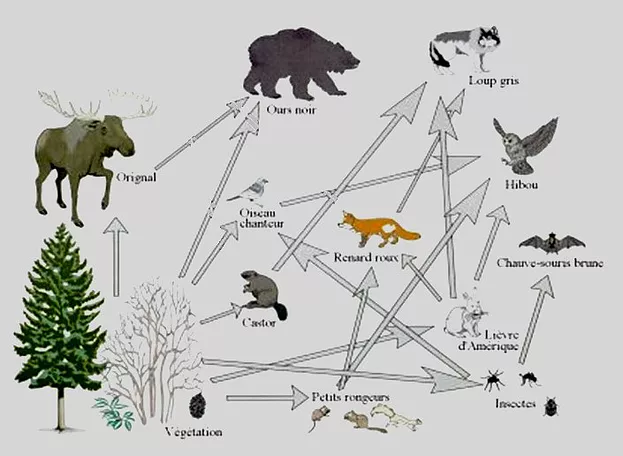 Loup gris
Ours noir
Orignal
Hibou
Oiseau
chanteur
Renard roux
Chauve-souris brune
Castor
Lièvre
d'Amérique
Petits rongeurs
Insectes
Végétation